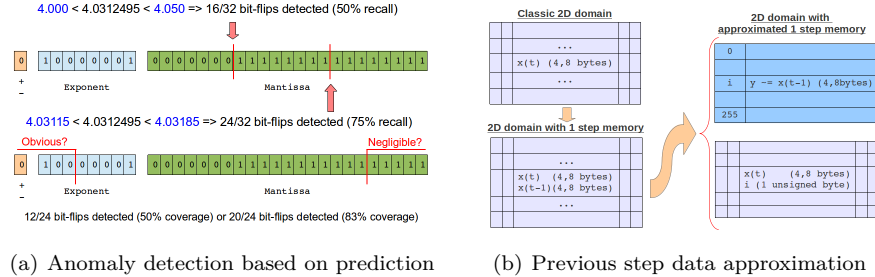 4.000 < 4.0312495 < 4.050 => 16/32 bit-flips detected (50% recall)
0 1 0 0 0 0 0 0 1 0 0 0 0 0 0 0 1 1 1 1 1 1 1 1 1 1 1 1 1 1 1 1
+
-
Exponent
Mantissa
4.03115 < 4.0312495 < 4.03185 => 24/32 bit-flips detected (75% recall)
Obvious?
Negligible?
0 1 0 0 0 0 0 0 1 0 0 0 0 0 0 0 1 1 1 1 1 1 1 1 1 1 1 1 1 1 1 1
+
-
Exponent
Mantissa
12/24 bit-flips detected (50% coverage) or 20/24 bit-flips detected (83% coverage)
(a) Anomaly detection based on prediction
Classic 2D domain
...
x(t) (4,8 bytes)
...
2D domain with 1 step memory
...
x(t) (4,8 bytes)
x(t-1)(4,8 bytes)
...
2D domain with
approximated 1 step memory
0
i y ~= x(t-1) (4,8bytes)
255
x(t) (4,8 bytes)
i (1 unsigned byte)
(b) Previous step data approximation